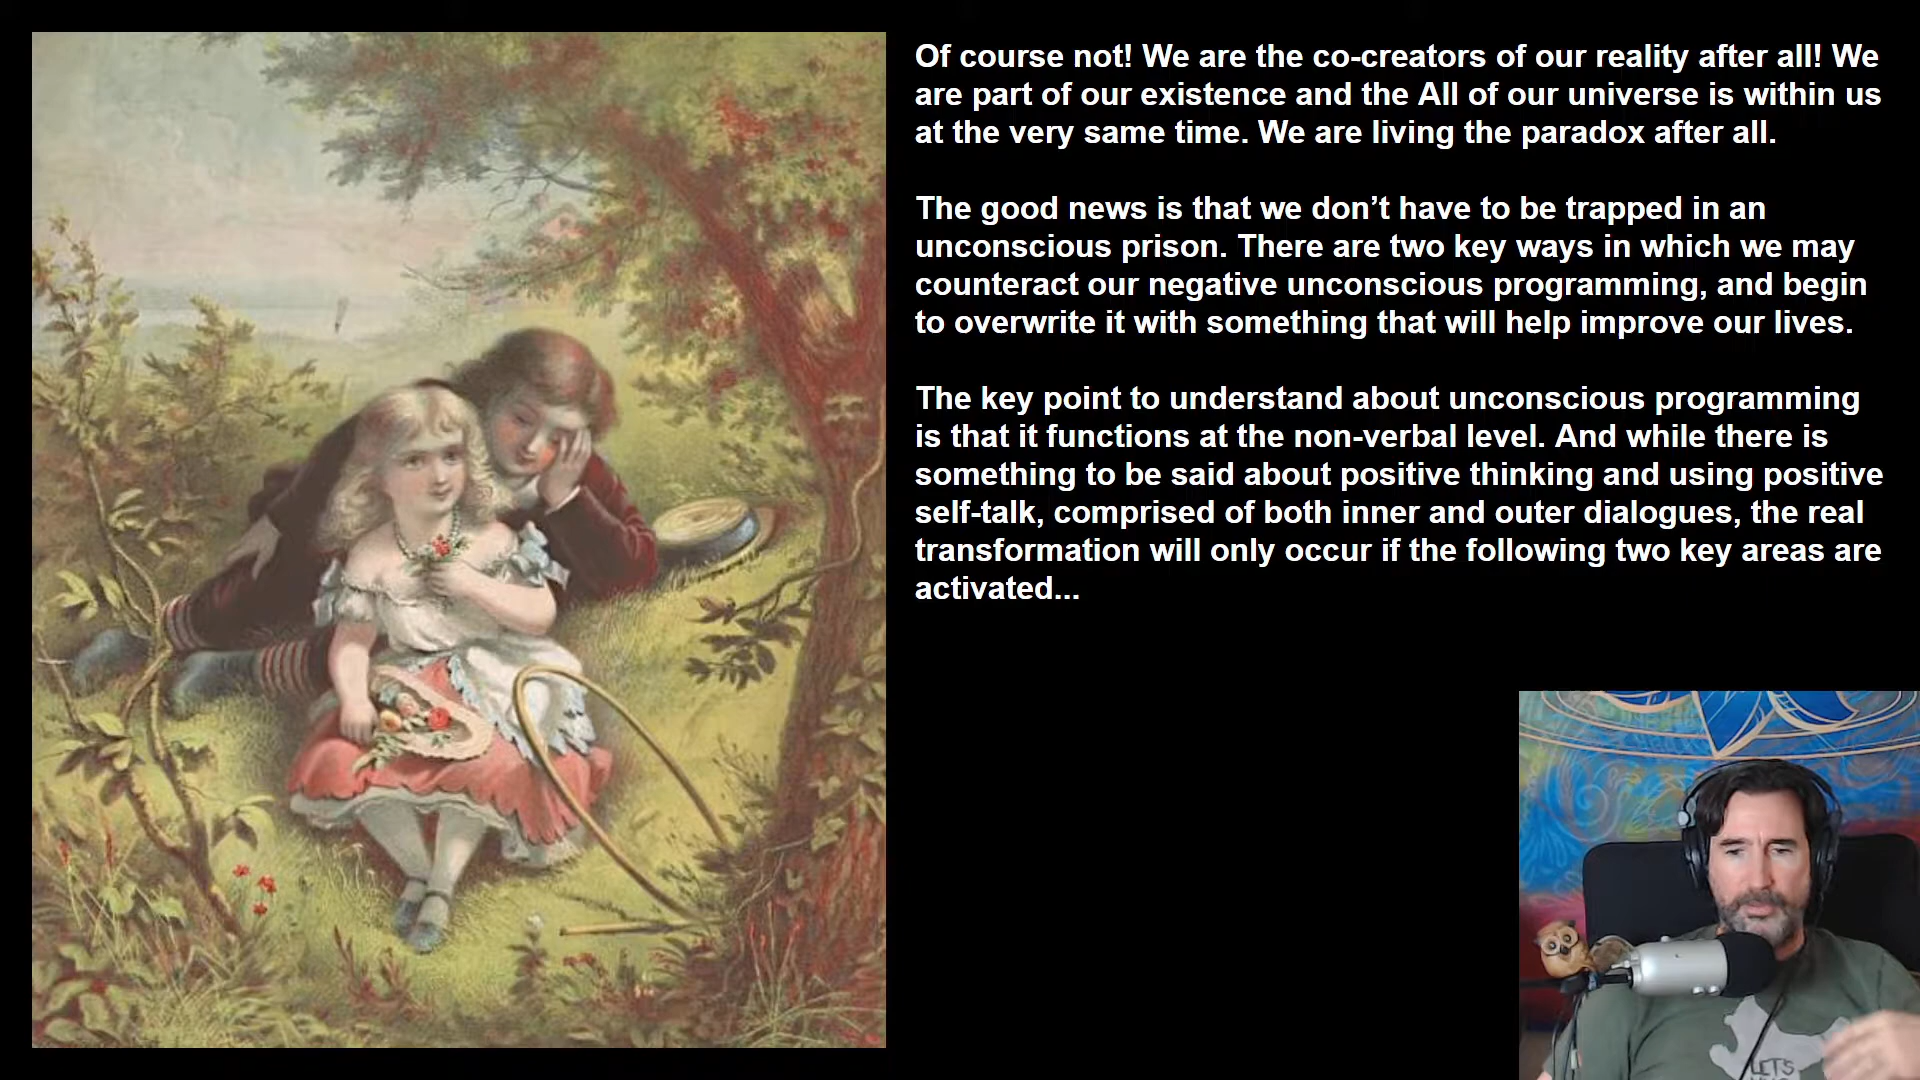 Of course not! We are the co-creators of our reality after all! We
are part of our existence and the All of our universe is within us
at the very same time. We are living the paradox after all.
The good news is that we don’t have to be trapped in an
unconscious prison. There are two key ways in which we may
counteract our negative unconscious programming, and begin
to overwrite it with something that will help improve our lives.
The key point to understand about unconscious programming
is that it functions at the non-verbal level. And while there is
something to be said about positive thinking and using positive
self-talk, comprised of both inner and outer dialogues, the real
transformation will only occur if the following two key areas are
activated...
LET'S